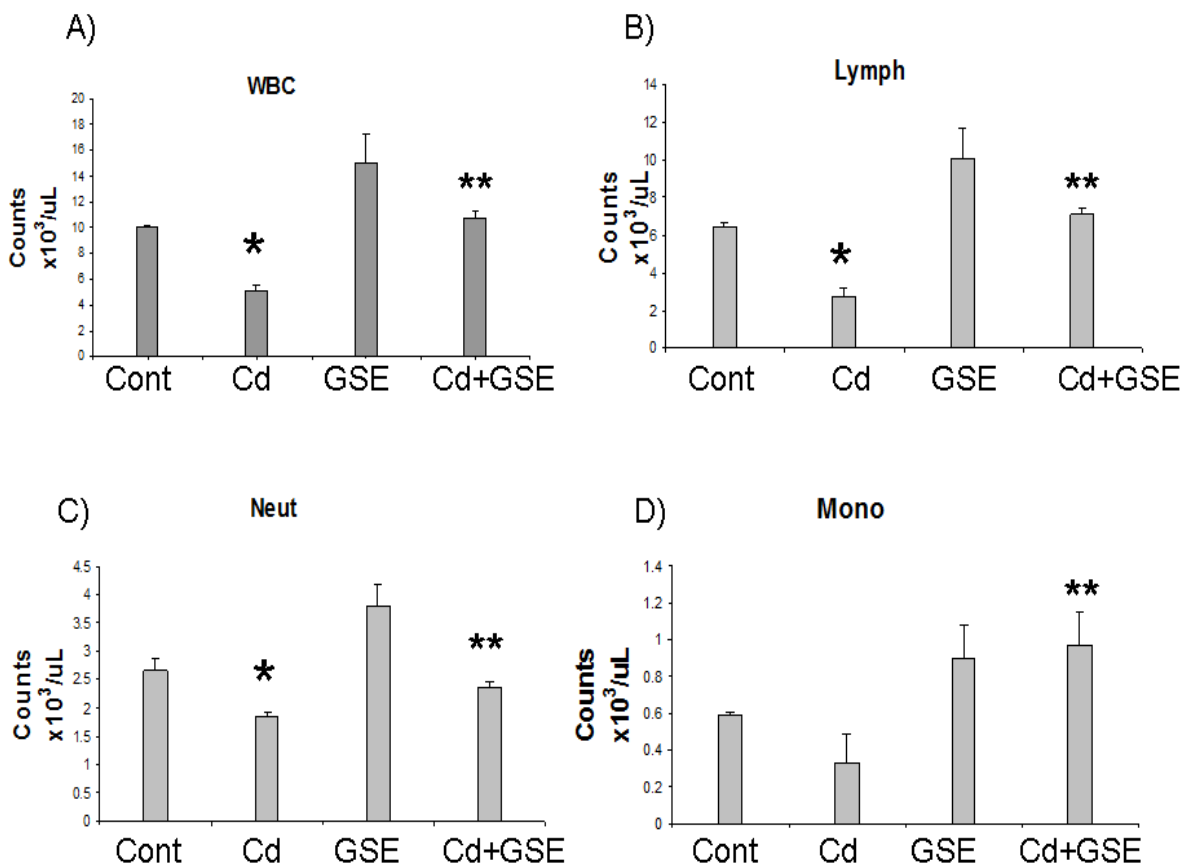 A)
WBC
Counts
x10³/uL
20
18
16
14
12
10
8
6
4
2
0
*
**
Cont Cd GSE Cd+GSE
B)
Lymph
Counts
x10³/uL
14
12
10
8
6
4
2
0
*
**
Cont Cd GSE Cd+GSE
C)
Neut
Counts
x10³/uL
4.5
4
3.5
3
2.5
2
1.5
1
0.5
0
*
**
Cont Cd GSE Cd+GSE
D)
Mono
Counts
x10³/uL
1.4
1.2
1
0.8
0.6
0.4
0.2
0
**
Cont Cd GSE Cd+GSE